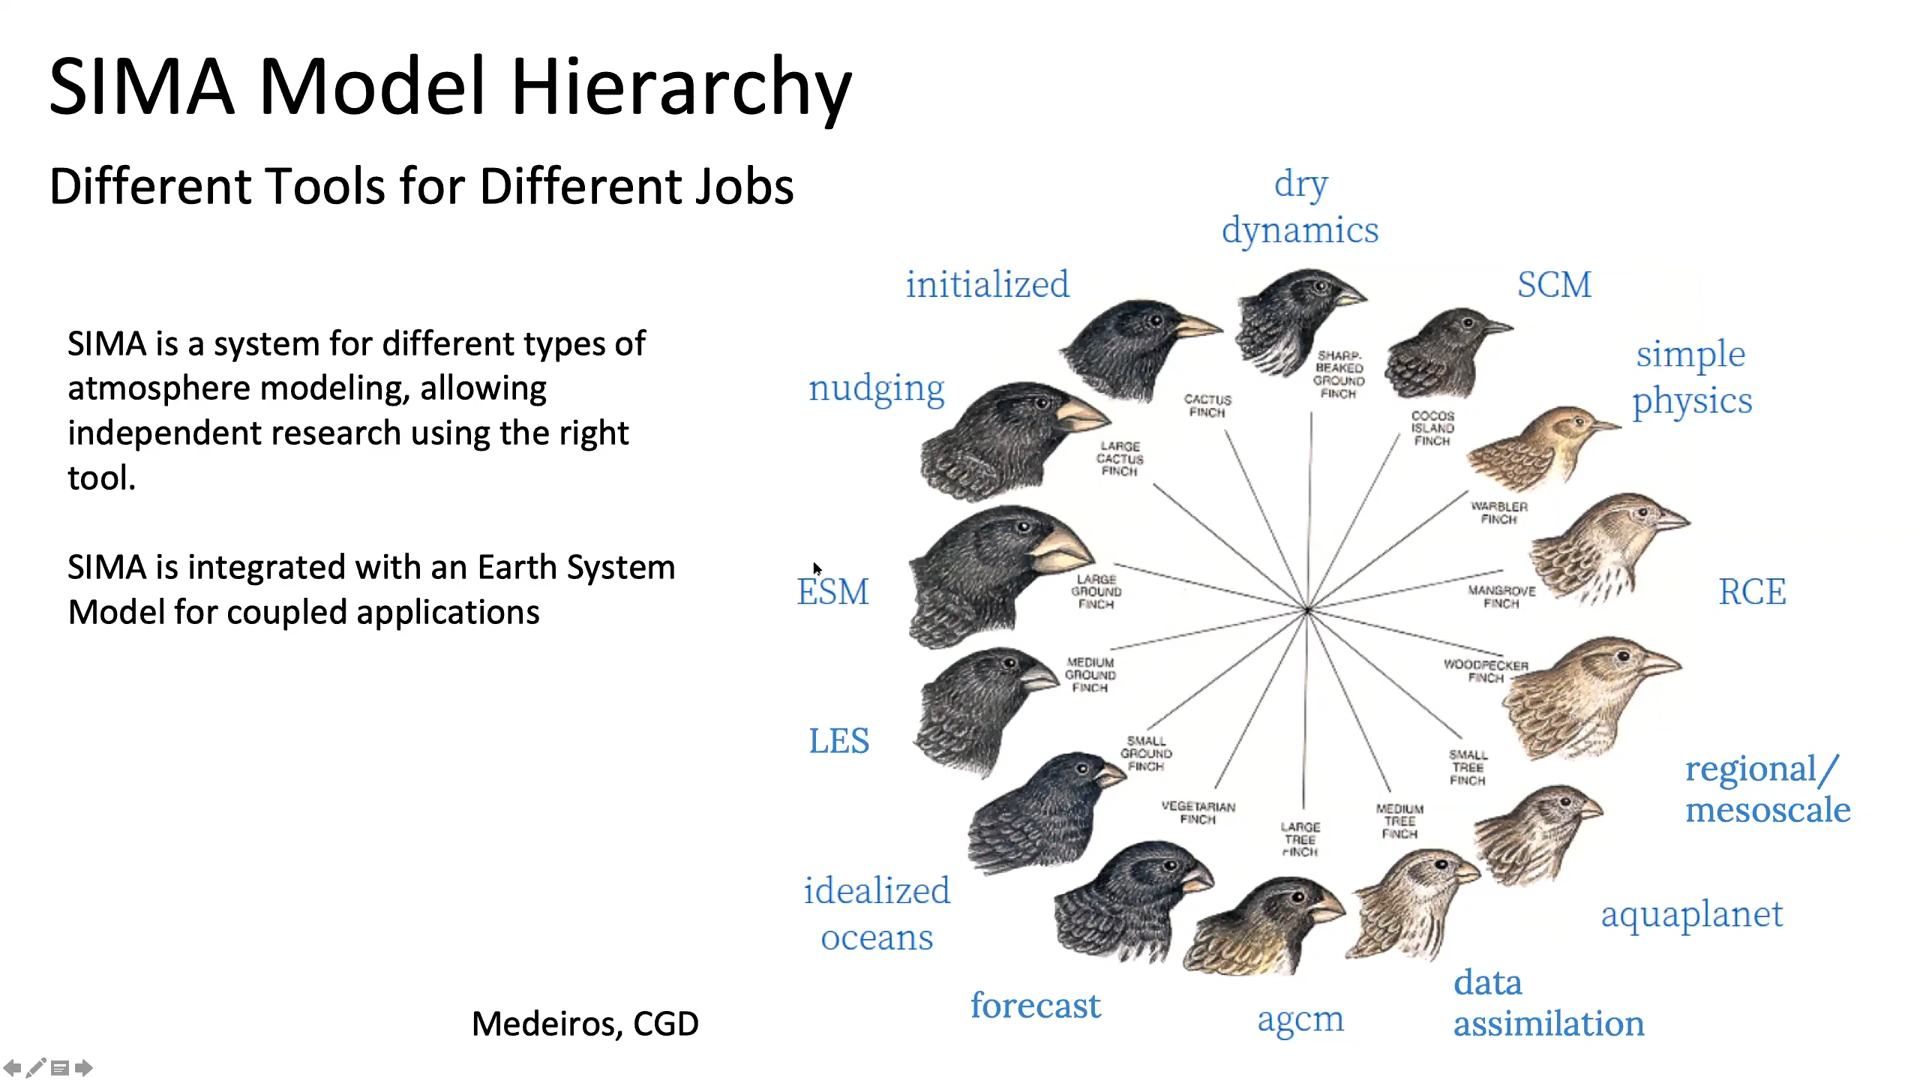 SIMA Model Hierarchy
Different Tools for Different Jobs
SIMA is a system for different types of
atmosphere modeling, allowing
independent research using the right
tool.
SIMA is integrated with an Earth System
Model for coupled applications
Medeiros, CGD
dry
dynamics
SCM
simple
physics
RCE
regional/
mesoscale
aquaplanet
data
assimilation
agcm
forecast
idealized
oceans
LES
ESM
nudging
initialized
SHARP-
BEAKED
GROUND
FINCH
COCOS
ISLAND
FINCH
WARBLER
FINCH
MANGROVE
FINCH
WOODPECKER
FINCH
SMALL
TREE
FINCH
MEDIUM
TREE
FINCH
LARGE
TREE
FINCH
VEGETARIAN
FINCH
SMALL
GROUND
FINCH
MEDIUM
GROUND
FINCH
LARGE
GROUND
FINCH
LARGE
CACTUS
FINCH
CACTUS
FINCH